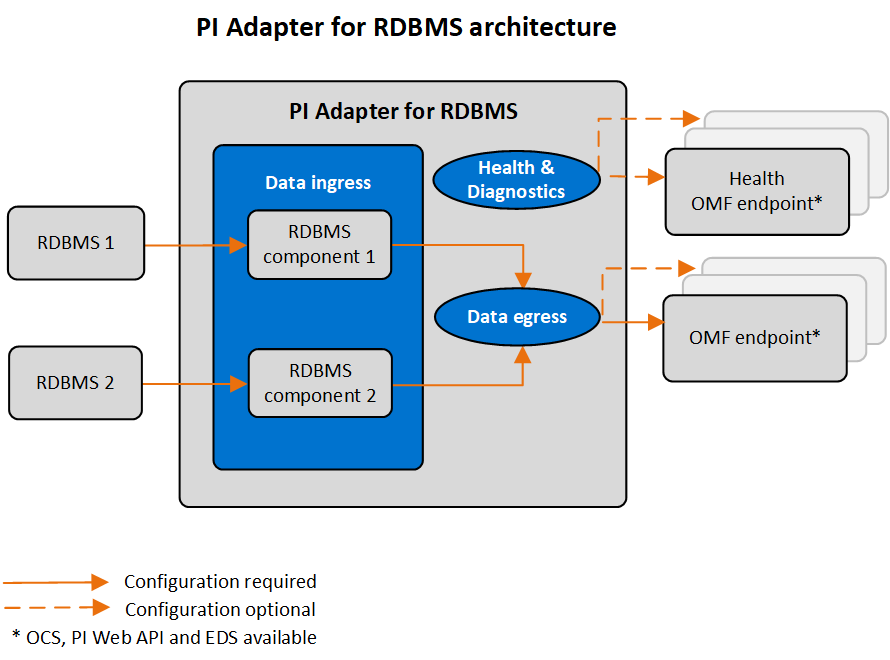 PI Adapter for RDBMS architecture
PI Adapter for RDBMS
Data ingress
Health &
Diagnostics
Health
OMF endpoint*
RDBMS 1
RDBMS
component 1
Data egress
OMF endpoint*
RDBMS 2
RDBMS
component 2
Configuration required
Configuration optional
* OCS, PI Web API and EDS available